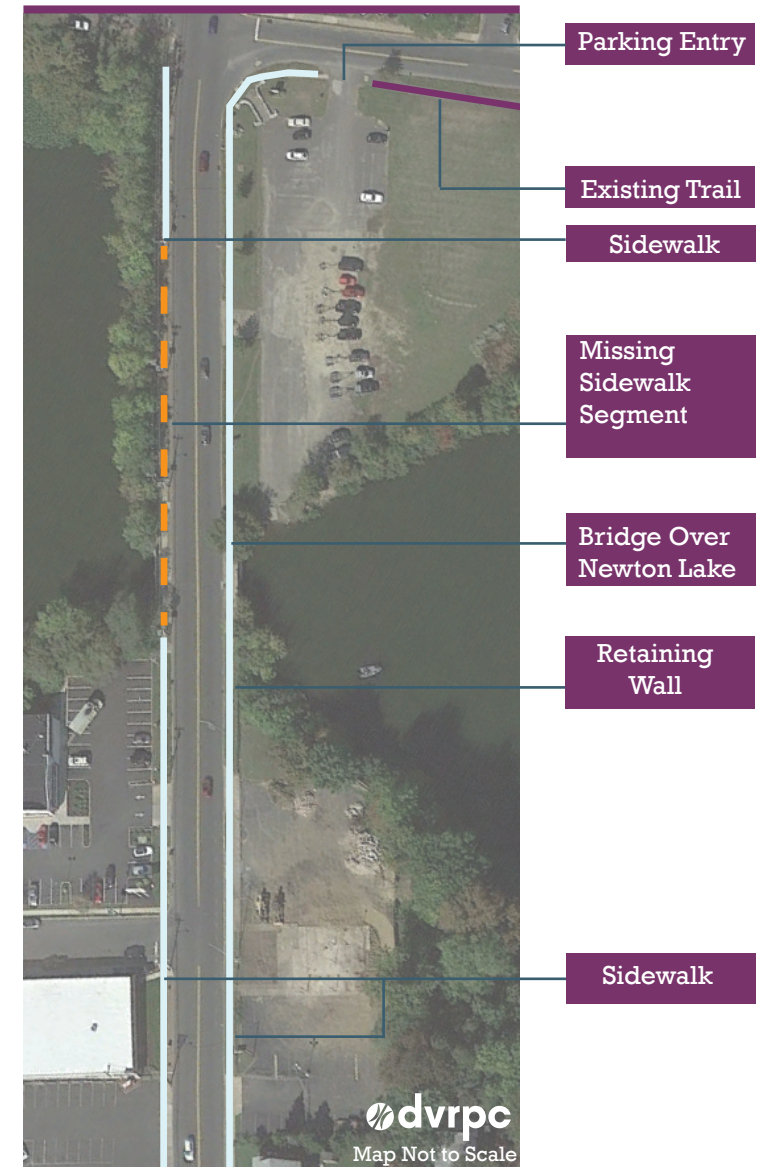 Parking Entry
Existing Trail
Sidewalk
Missing
Sidewalk
Segment
Bridge Over
Newton Lake
Retaining
Wall
Sidewalk
dvrpc
Map Not to Scale